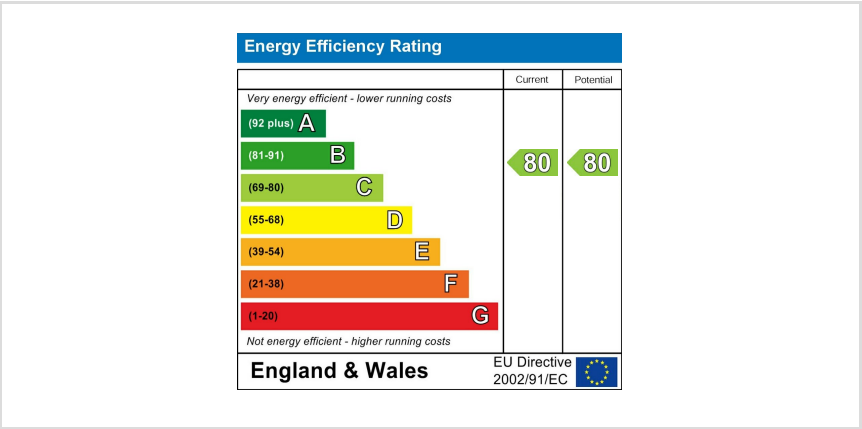 Energy Efficiency Rating
Current Potential
Very energy efficient - lower running costs
(92 plus) A
(81-91) B
80 80
(69-80) C
(55-68) D
(39-54) E
(21-38) F
(1-20) G
Not energy efficient - higher running costs
England & Wales
EU Directive
2002/91/EC